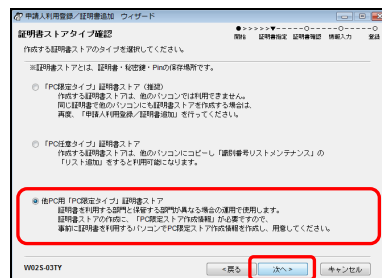 申請人利用登録／証明書追加 ウィザード
証明書ストアタイプ確認
開始 証明書指定 証明書確認 情報入力 登録
作成する証明書ストアのタイプを選択してください。
※証明書ストアとは、証明書・秘密鍵・Pinの保存場所です。
「PC限定タイプ」証明書ストア（推奨）
作成する証明書ストアは、他のパソコンでは利用できません。
同じ証明書で他のパソコンにも証明書ストアを作成する場合は、
再度、「申請人利用登録／証明書追加」を行ってください。
「PC任意タイプ」証明書ストア
作成する証明書ストアを他のパソコンにコピーし「識別番号リストメンテナンス」の
「リスト追加」をすると利用可能になります。
他PC用「PC限定タイプ」証明書ストア
証明書を利用する部門と保管する部門が異なる場合の運用で使用します。
証明書ストアの作成に、「PC限定ストア作成情報」が必要ですので、
事前に証明書を利用するパソコンでPC限定ストア作成情報を作成し、用意してください。
W02S-03TY
<戻る 次へ> キャンセル